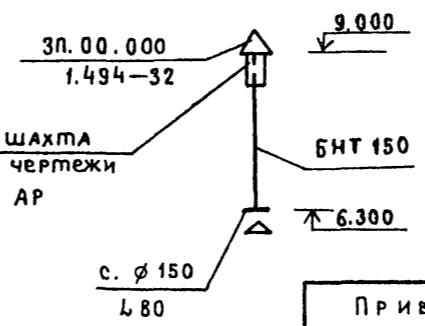 ЗП.00.000
1.494-32
9.000
ШАХТА
чертежи
АР
БНТ 150
6.300
с. ϕ 150
L 80
ПРИВ